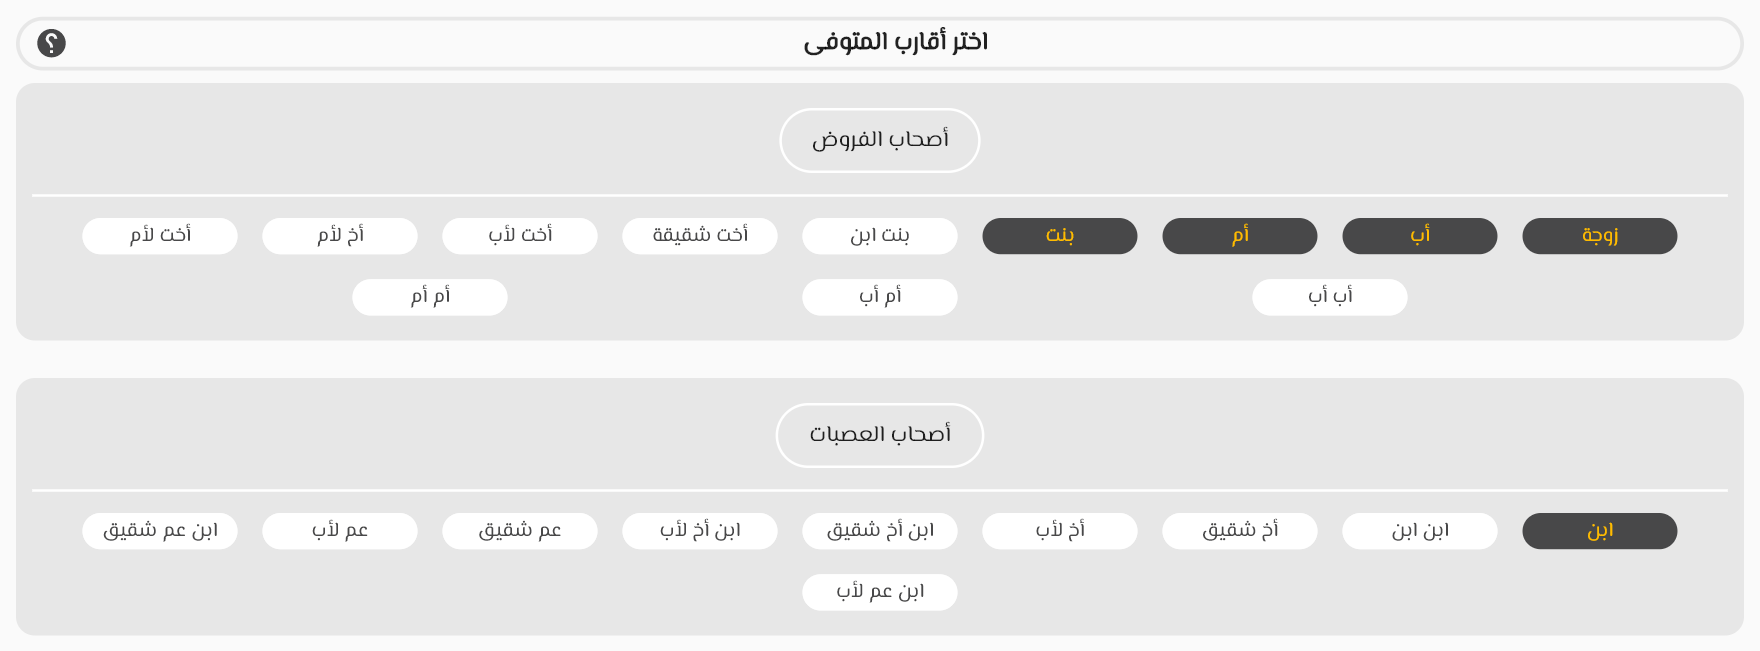 اختر أقارب المتوفى
؟
أصحاب الفروض
زوجة أب أم بنت بنت ابن أخت شقيقة أخت لأب أخ لأم أخت لأم
أب أب أم أب أم أم
أصحاب العصبات
ابن ابن ابن أخ شقيق أخ لأب ابن أخ شقيق ابن أخ لأب عم شقيق عم لأب ابن عم شقيق
ابن عم لأب